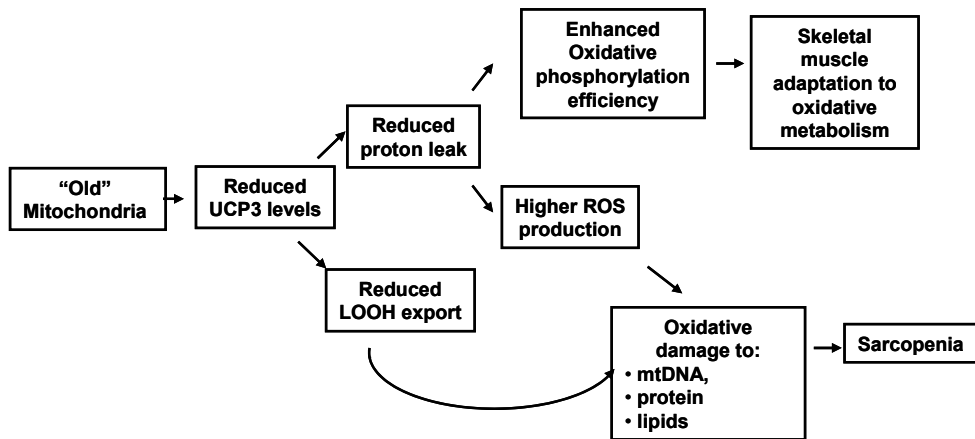 “Old”
Mitochondria
Reduced
UCP3 levels
Reduced
proton leak
Enhanced
Oxidative
phosphorylation
efficiency
Skeletal
muscle
adaptation to
oxidative
metabolism
Higher ROS
production
Reduced
LOOH export
Oxidative
damage to:
• mtDNA,
• protein
• lipids
Sarcopenia